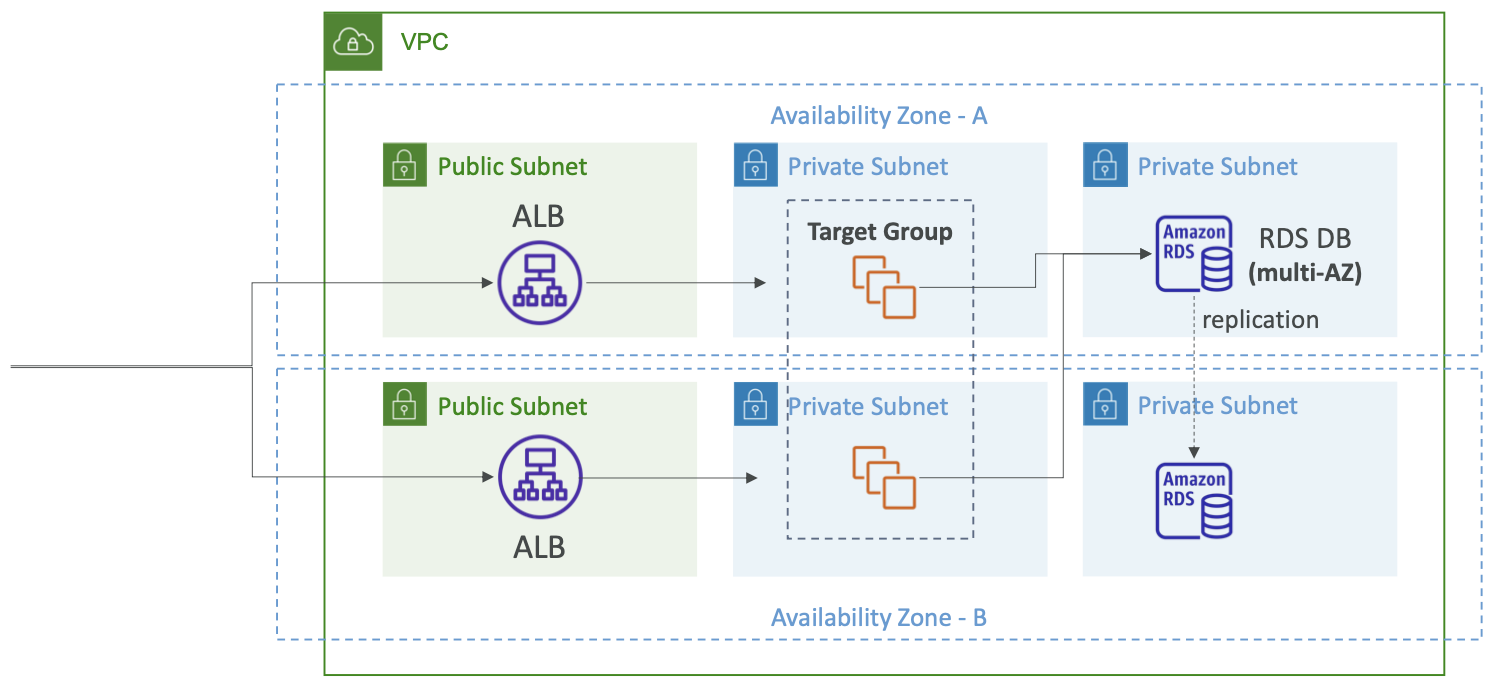 VPC
Availability Zone - A
Public Subnet
ALB
Private Subnet
Target Group
Private Subnet
Amazon
RDS
RDS DB
(multi-AZ)
replication
Public Subnet
ALB
Private Subnet
Private Subnet
Amazon
RDS
Availability Zone - B